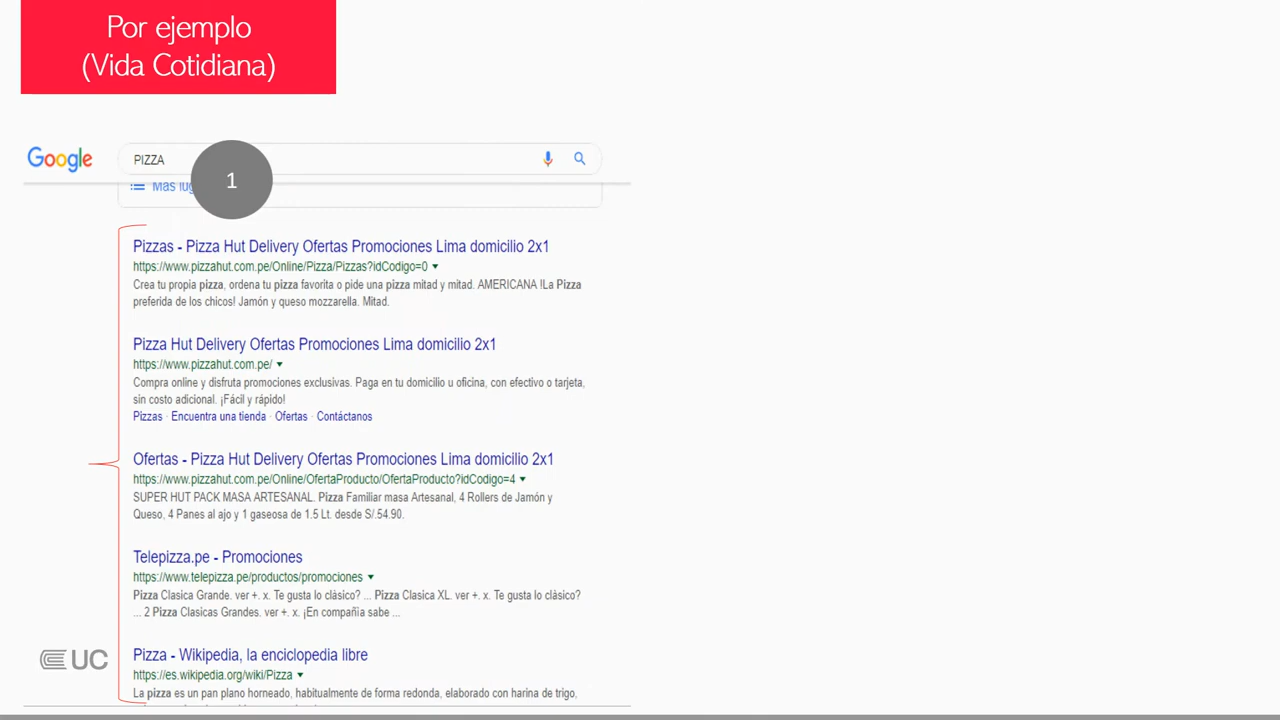 Por ejemplo
(Vida Cotidiana)
Google
PIZZA
1
Más lug
Pizzas - Pizza Hut Delivery Ofertas Promociones Lima domicilio 2x1
https://www.pizzahut.com.pe/Online/Pizza/Pizzas?idCodigo=0
Crea tu propia pizza, ordena tu pizza favorita o pide una pizza mitad y mitad. AMERICANA !La Pizza
preferida de los chicos! Jamón y queso mozzarella. Mitad.
Pizza Hut Delivery Ofertas Promociones Lima domicilio 2x1
https://www.pizzahut.com.pe/
Compra online y disfruta promociones exclusivas. Paga en tu domicilio u oficina, con efectivo o tarjeta,
sin costo adicional. ¡Fácil y rápido!
Pizzas · Encuentra una tienda · Ofertas · Contáctanos
Ofertas - Pizza Hut Delivery Ofertas Promociones Lima domicilio 2x1
https://www.pizzahut.com.pe/Online/OfertaProducto/OfertaProducto?idCodigo=4
SUPER HUT PACK MASA ARTESANAL. Pizza Familiar masa Artesanal, 4 Rollers de Jamón y
Queso, 4 Panes al ajo y 1 gaseosa de 1.5 Lt. desde S/.54.90.
Telepizza.pe - Promociones
https://www.telepizza.pe/productos/promociones
Pizza Clasica Grande. ver +. x. Te gusta lo clásico? ... Pizza Clasica XL. ver +. x. Te gusta lo clásico?
... 2 Pizza Clasicas Grandes. ver +. x. ¡En compañia sabe ...
Pizza - Wikipedia, la enciclopedia libre
https://es.wikipedia.org/wiki/Pizza
La pizza es un pan plano horneado, habitualmente de forma redonda, elaborado con harina de trigo,
UC